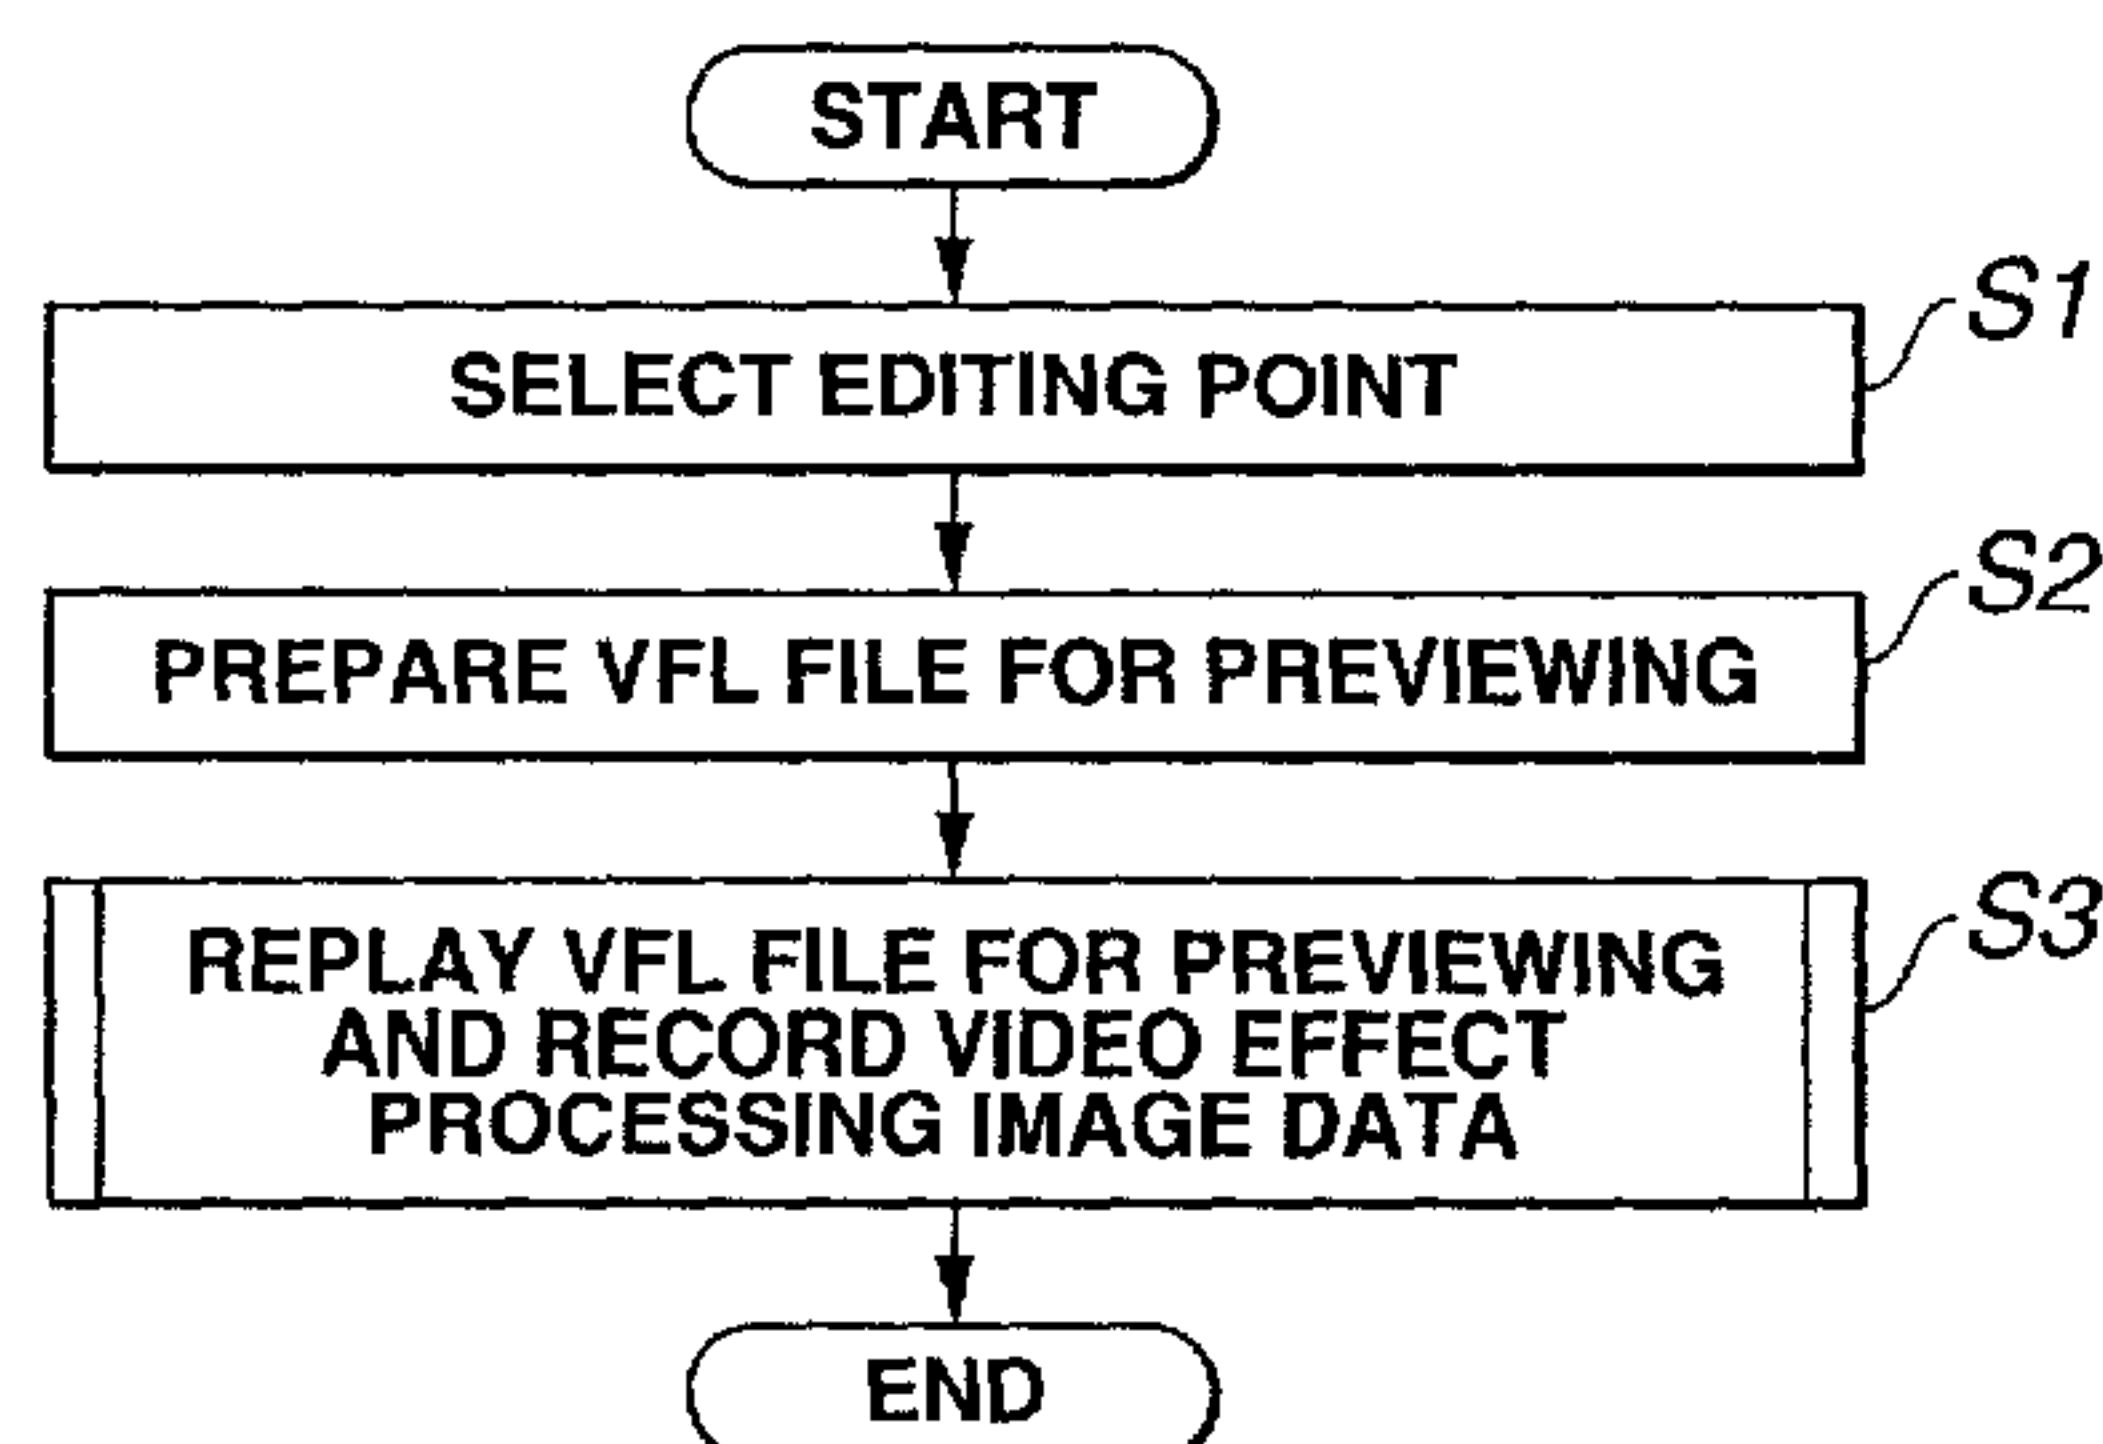 START
SELECT EDITING POINT
S1
PREPARE VFL FILE FOR PREVIEWING
S2
REPLAY VFL FILE FOR PREVIEWING
AND RECORD VIDEO EFFECT
PROCESSING IMAGE DATA
S3
END